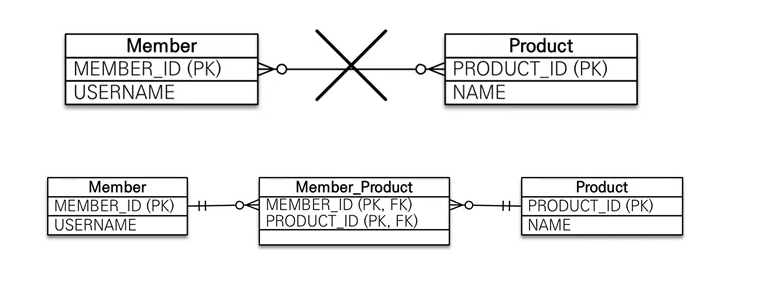 Member
MEMBER_ID (PK)
USERNAME
Product
PRODUCT_ID (PK)
NAME
Member
MEMBER_ID (PK)
USERNAME
Member_Product
MEMBER_ID (PK, FK)
PRODUCT_ID (PK, FK)
Product
PRODUCT_ID (PK)
NAME